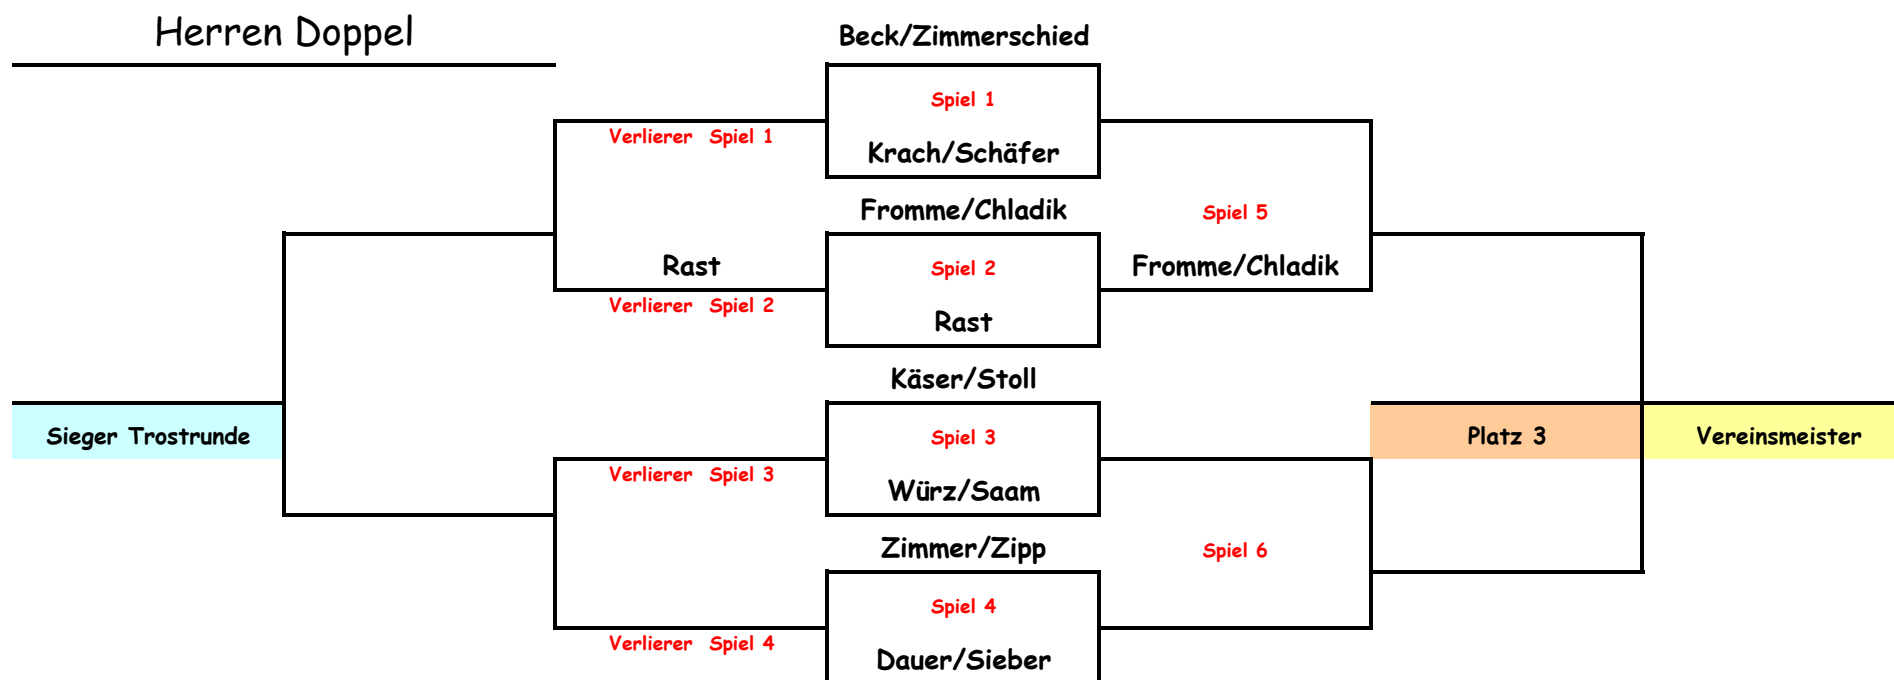 Herren Doppel
Beck/Zimmerschied
Spiel 1
Verlierer Spiel 1
Krach/Schäfer
Fromme/Chladik
Spiel 5
Rast
Spiel 2
Fromme/Chladik
Verlierer Spiel 2
Rast
Käser/Stoll
Sieger Trostrunde
Spiel 3
Platz 3
Vereinsmeister
Verlierer Spiel 3
Würz/Saam
Zimmer/Zipp
Spiel 6
Spiel 4
Verlierer Spiel 4
Dauer/Sieber